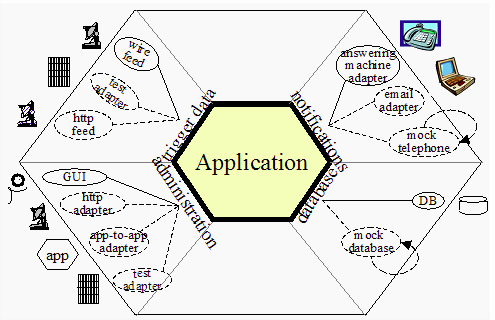 wire
feed
test
adapter
http
feed
trigger data
answering
machine
adapter
email
adapter
mock
telephone
notifications
Application
GUI
http
adapter
app-to-app
adapter
test
adapter
app
administration
database
DB
mock
database